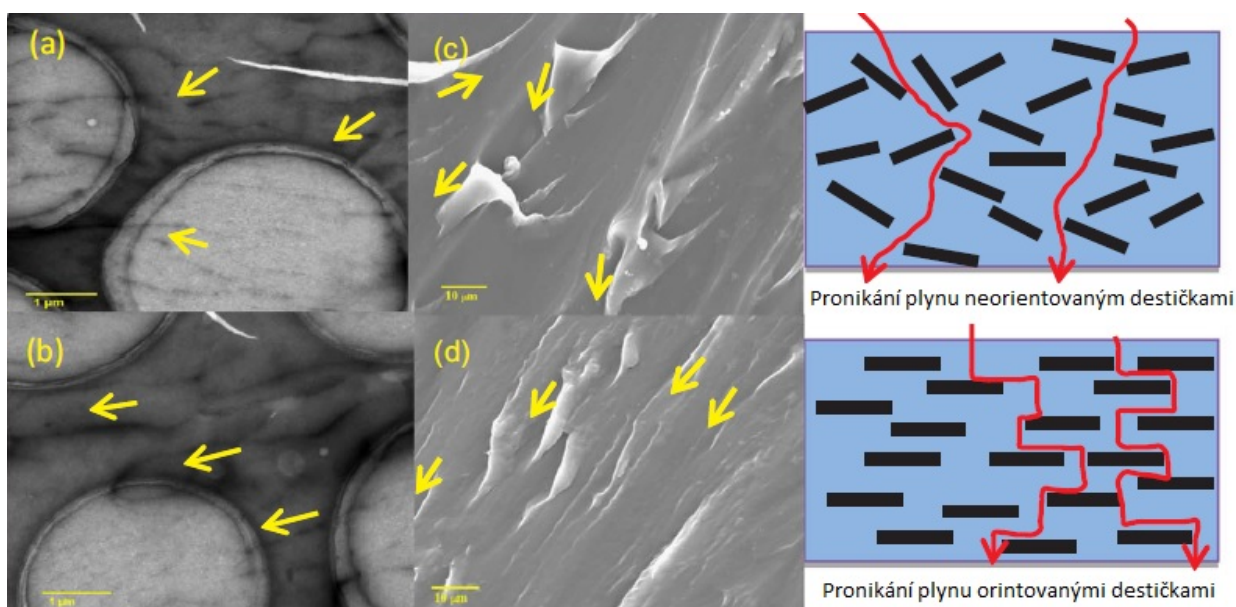 (a)
1 μm
(c)
10 μm
Pronikání plynu neorientovaným destičkami
(b)
1 μm
(d)
10 μm
Pronikání plynu orintovanými destičkami